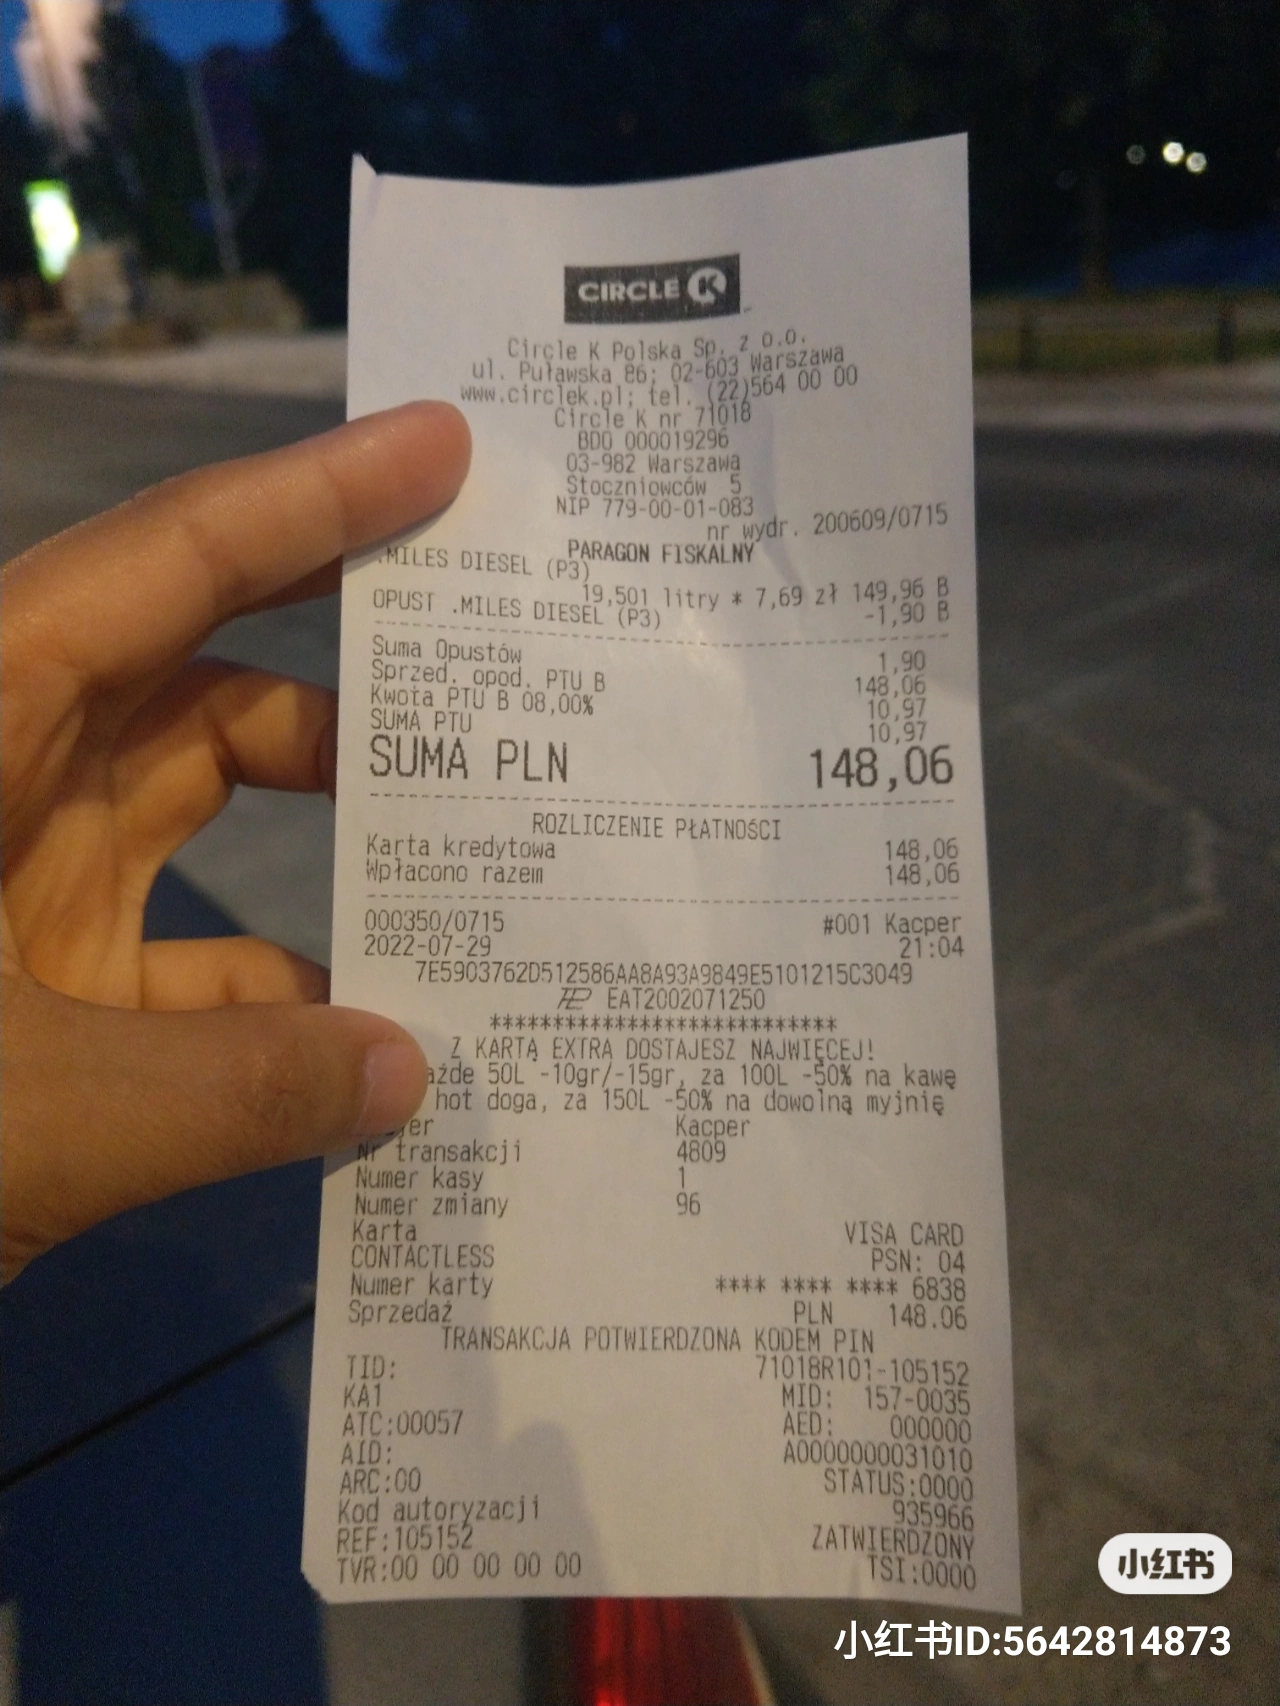 CIRCLE K
Circle K Polska Sp. z o.o.
ul. Puławska 86; 02-603 Warszawa
www.circlek.pl; tel. (22)564 00 00
Circle K nr 71018
BDO 000019296
03-982 Warszawa
Stoczniowców 5
NIP 779-00-01-083
nr wydr. 200609/0715
PARAGON FISKALNY
.MILES DIESEL (P3)
19,501 litry * 7,69 zł 149,96 B
OPUST .MILES DIESEL (P3) -1,90 B
Suma Opustów 1,90
Sprzed. opod. PTU B 148,06
Kwota PTU B 08,00% 10,97
SUMA PTU 10,97
SUMA PLN 148,06
ROZLICZENIE PŁATNOŚCI
Karta kredytowa 148,06
Wpłacono razem 148,06
000350/0715 #001 Kacper
2022-07-29 21:04
7E5903762D512586AA8A93A9849E5101215C3049
EAT2002071250
****************************
Z KARTĄ EXTRA DOSTAJESZ NAJWIĘCEJ!
50L -10gr/-15gr, za 100L -50% na kawę
hot doga, za 150L -50% na dowolną myjnię
Kacper
Nr transakcji 4809
Numer kasy 1
Numer zmiany 96
Karta VISA CARD
CONTACTLESS PSN: 04
Numer karty **** **** **** 6838
Sprzedaż PLN 148.06
TRANSAKCJA POTWIERDZONA KODEM PIN
TID: 71018R101-105152
KA1 MID: 157-0035
ATC:00057 AED: 000000
AID: A0000000031010
ARC:00 STATUS:0000
Kod autoryzacji 935966
REF:105152 ZATWIERDZONY
TVR:00 00 00 00 00 TSI:0000
小红书
小红书ID:5642814873